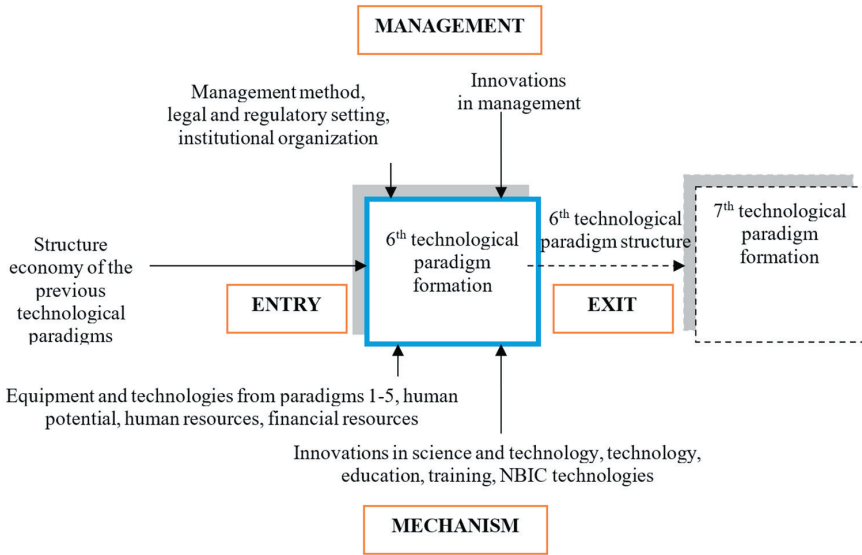 MANAGEMENT
Management method,
legal and regulatory setting,
institutional organization
Innovations
in management
Structure
economy of the
previous
technological
paradigms
ENTRY
6th technological
paradigm
formation
6th technological
paradigm structure
EXIT
7th technological
paradigm
formation
Equipment and technologies from paradigms 1-5, human
potential, human resources, financial resources
Innovations in science and technology, technology,
education, training, NBIC technologies
MECHANISM